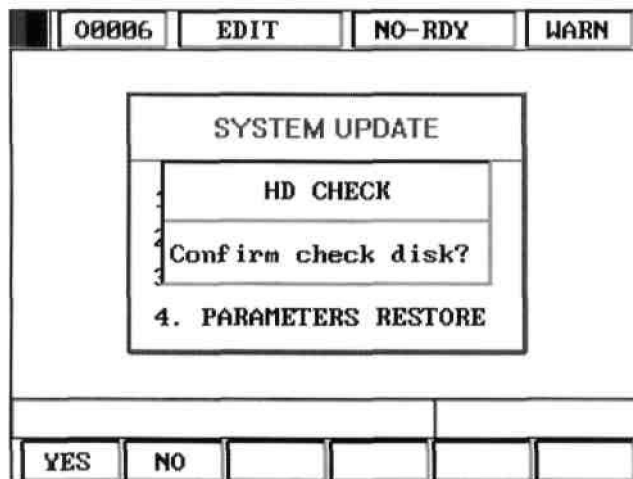 O0006 EDIT NO-RDY WARN
SYSTEM UPDATE
HD CHECK
Confirm check disk?
4. PARAMETERS RESTORE
YES NO